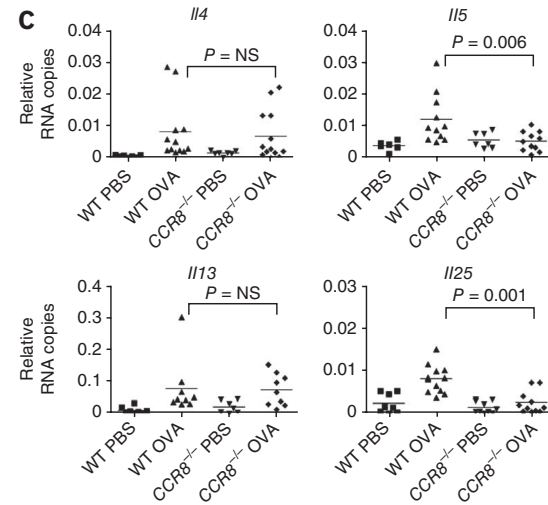 C
Il4
Relative
RNA copies
0.04
0.03
0.02
0.01
0
P = NS
WT PBS
WT OVA
CCR8–/– PBS
CCR8–/– OVA
Il5
0.04
0.03
0.02
0.01
0
P = 0.006
WT PBS
WT OVA
CCR8–/– PBS
CCR8–/– OVA
Il13
Relative
RNA copies
0.4
0.3
0.2
0.1
0
P = NS
WT PBS
WT OVA
CCR8–/– PBS
CCR8–/– OVA
Il25
0.03
0.02
0.01
0
P = 0.001
WT PBS
WT OVA
CCR8–/– PBS
CCR8–/– OVA